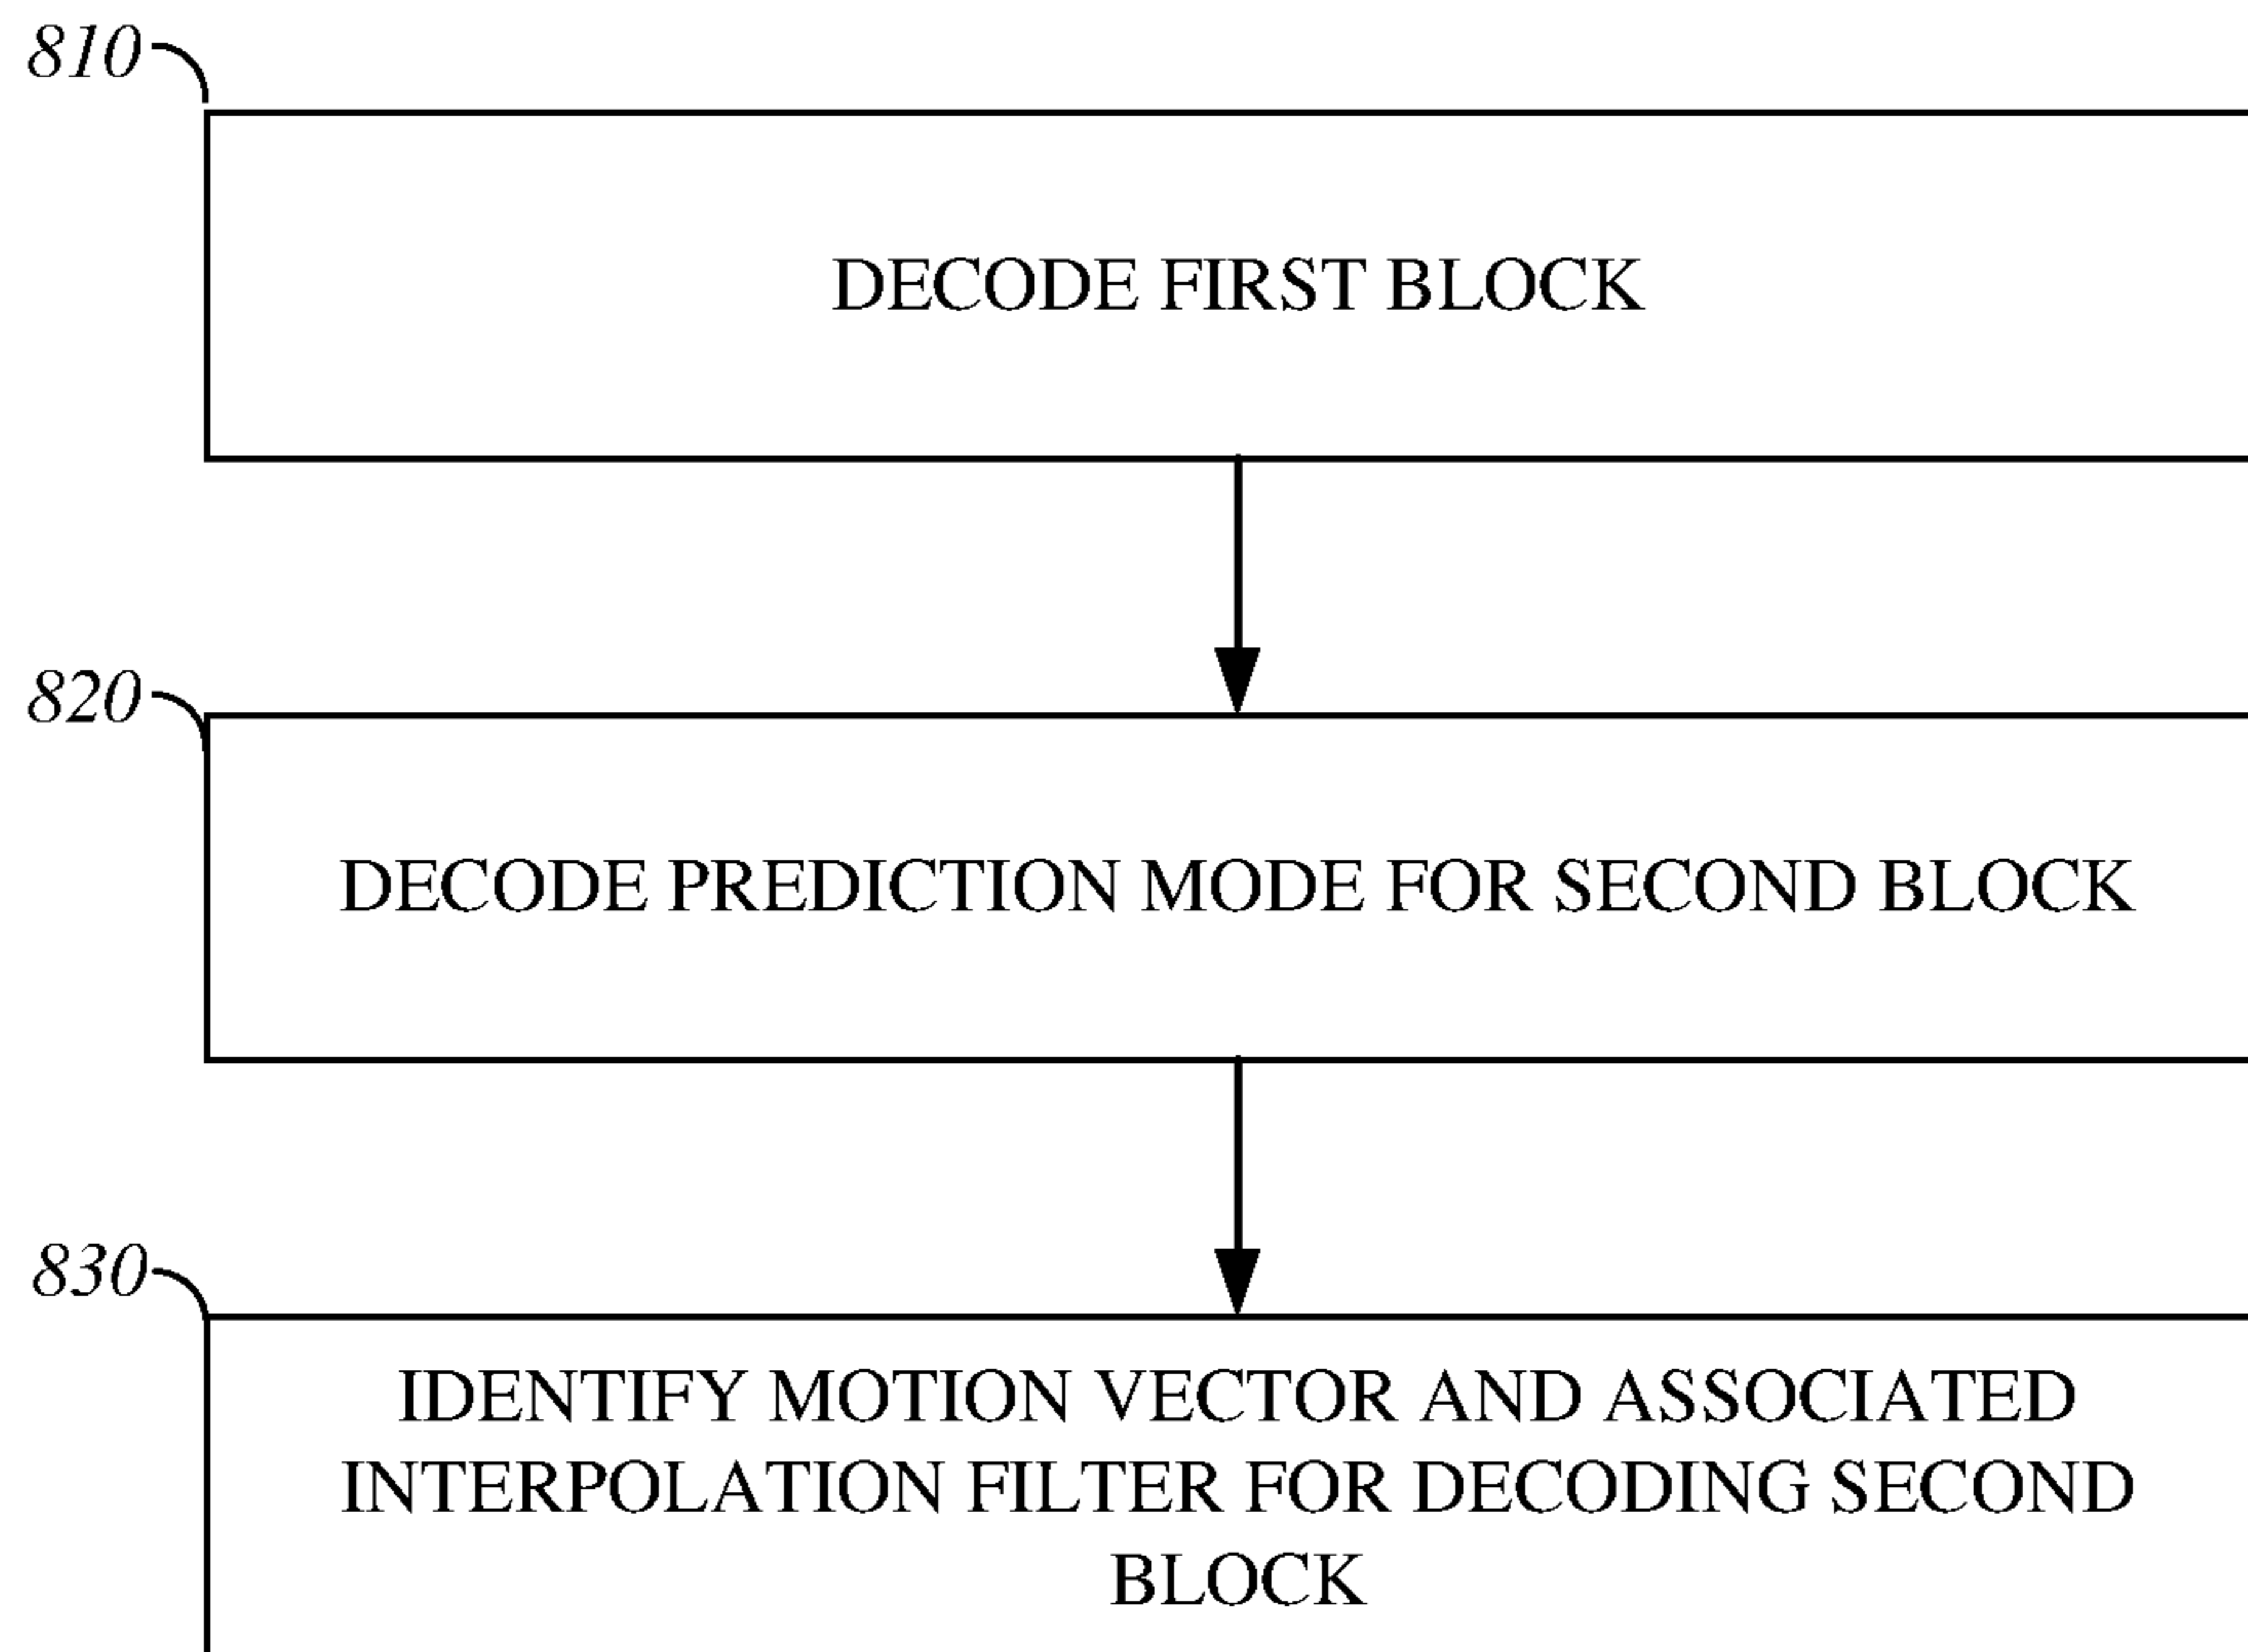 810
DECODE FIRST BLOCK
820
DECODE PREDICTION MODE FOR SECOND BLOCK
830
IDENTIFY MOTION VECTOR AND ASSOCIATED
INTERPOLATION FILTER FOR DECODING SECOND
BLOCK